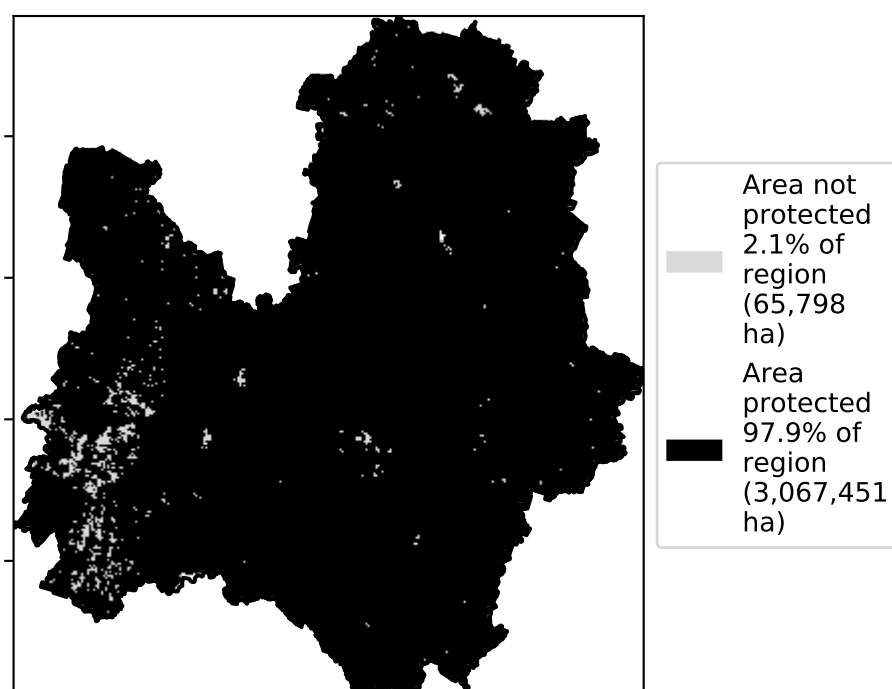 Area not
protected
2.1% of
region
(65,798
ha)
Area
protected
97.9% of
region
(3,067,451
ha)